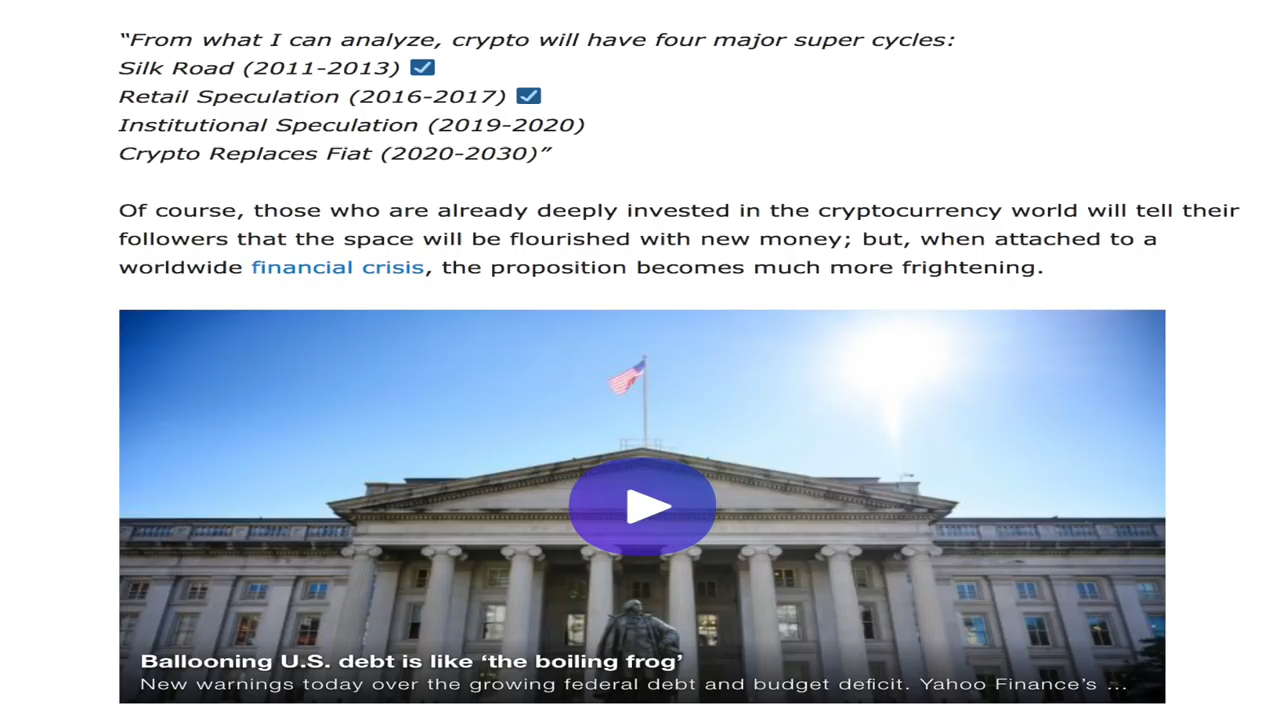 “From what I can analyze, crypto will have four major super cycles:
Silk Road (2011-2013) ☑
Retail Speculation (2016-2017) ☑
Institutional Speculation (2019-2020)
Crypto Replaces Fiat (2020-2030)”
Of course, those who are already deeply invested in the cryptocurrency world will tell their
followers that the space will be flourished with new money; but, when attached to a
worldwide financial crisis, the proposition becomes much more frightening.
Ballooning U.S. debt is like ‘the boiling frog’
New warnings today over the growing federal debt and budget deficit. Yahoo Finance’s ...